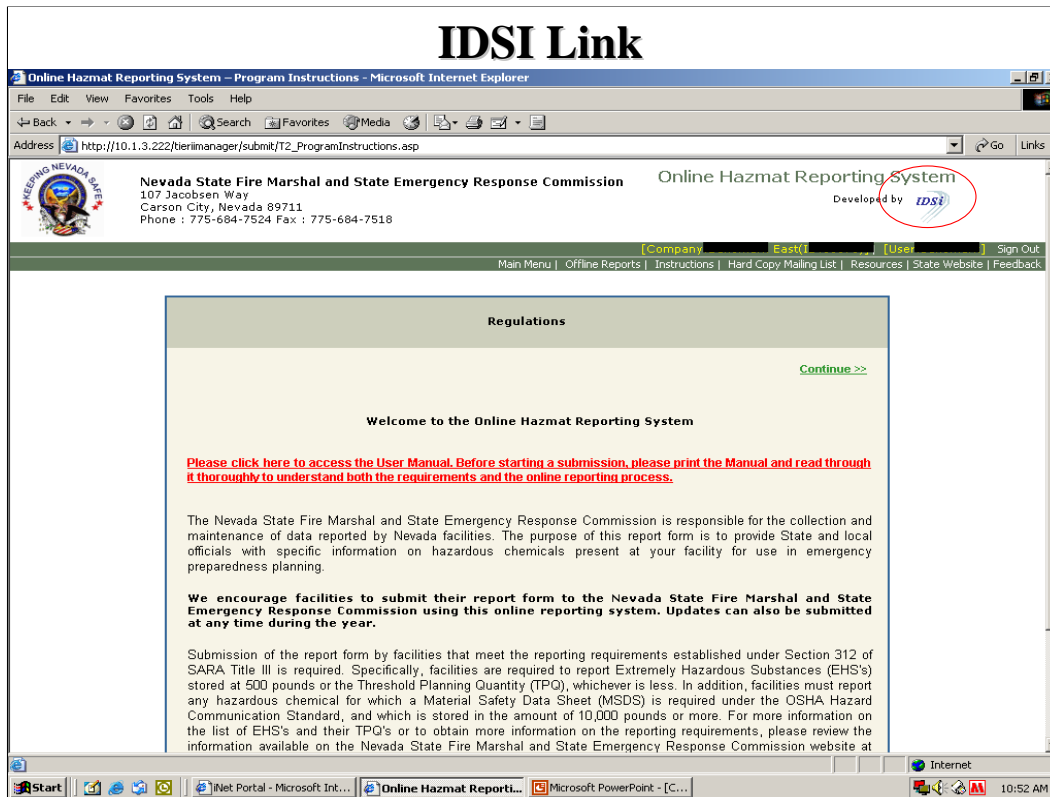 IDSI Link
Online Hazmat Reporting System -- Program Instructions - Microsoft Internet Explorer
File Edit View Favorites Tools Help
Back Search Favorites Media
Address http://10.1.3.222/tieriimanager/submit/T2_ProgramInstructions.asp Go Links
KEEPING NEVADA SAFE
Nevada State Fire Marshal and State Emergency Response Commission
107 Jacobsen Way
Carson City, Nevada 89711
Phone : 775-684-7524 Fax : 775-684-7518
Online Hazmat Reporting System
Developed by IDSi
[Company East(I [User ] Sign Out
Main Menu | Offline Reports | Instructions | Hard Copy Mailing List | Resources | State Website | Feedback
Regulations
Continue >>
Welcome to the Online Hazmat Reporting System
Please click here to access the User Manual. Before starting a submission, please print the Manual and read through
it thoroughly to understand both the requirements and the online reporting process.
The Nevada State Fire Marshal and State Emergency Response Commission is responsible for the collection and
maintenance of data reported by Nevada facilities. The purpose of this report form is to provide State and local
officials with specific information on hazardous chemicals present at your facility for use in emergency
preparedness planning.
We encourage facilities to submit their report form to the Nevada State Fire Marshal and State
Emergency Response Commission using this online reporting system. Updates can also be submitted
at any time during the year.
Submission of the report form by facilities that meet the reporting requirements established under Section 312 of
SARA Title III is required. Specifically, facilities are required to report Extremely Hazardous Substances (EHS's)
stored at 500 pounds or the Threshold Planning Quantity (TPQ), whichever is less. In addition, facilities must report
any hazardous chemical for which a Material Safety Data Sheet (MSDS) is required under the OSHA Hazard
Communication Standard, and which is stored in the amount of 10,000 pounds or more. For more information on
the list of EHS's and their TPQ's or to obtain more information on the reporting requirements, please review the
information available on the Nevada State Fire Marshal and State Emergency Response Commission website at
Internet
Start iNet Portal - Microsoft Int... Online Hazmat Reporti... Microsoft PowerPoint - [C... 10:52 AM